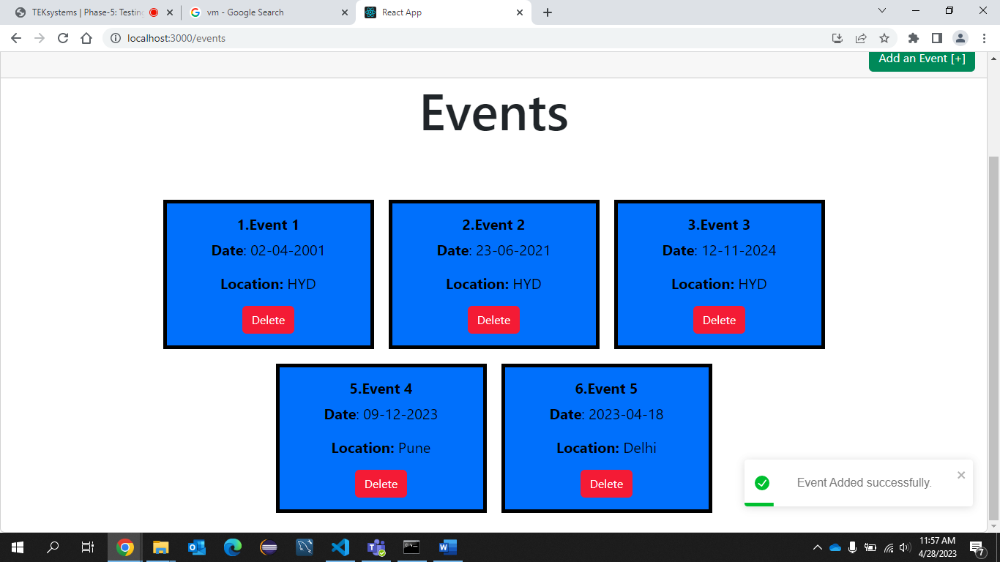 TEKsystems | Phase-5: Testing
vm - Google Search
React App
localhost:3000/events
Add an Event [+]
Events
1.Event 1
Date: 02-04-2001
Location: HYD
Delete
2.Event 2
Date: 23-06-2021
Location: HYD
Delete
3.Event 3
Date: 12-11-2024
Location: HYD
Delete
5.Event 4
Date: 09-12-2023
Location: Pune
Delete
6.Event 5
Date: 2023-04-18
Location: Delhi
Delete
Event Added successfully.
11:57 AM
4/28/2023
7